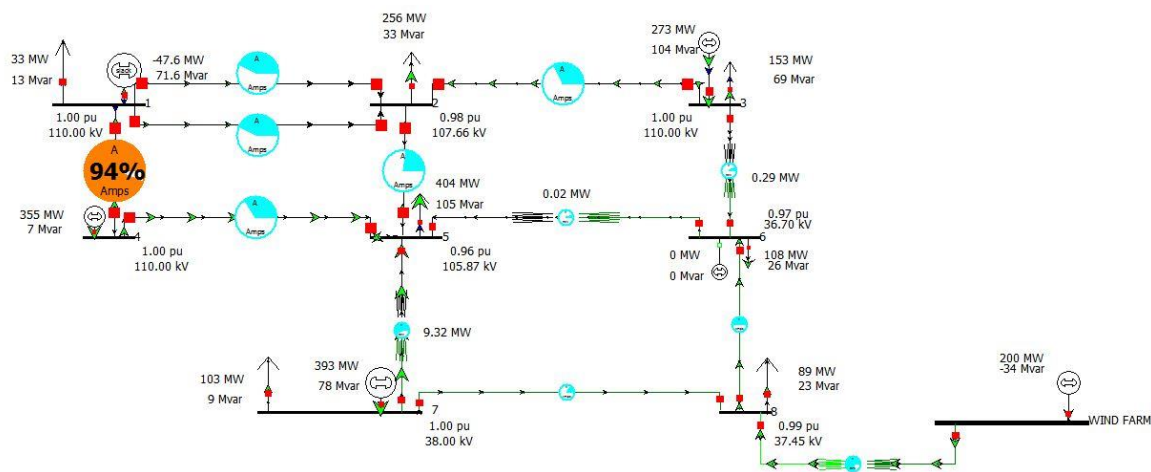 256 MW
33 Mvar
33 MW
13 Mvar
slack
-47.6 MW
71.6 Mvar
A
Amps
A
Amps
273 MW
104 Mvar
153 MW
69 Mvar
1
2
3
1.00 pu
110.00 kV
0.98 pu
107.66 kV
1.00 pu
110.00 kV
A
Amps
A
94%
Amps
A
Amps
404 MW
105 Mvar
0.02 MW
0.29 MW
355 MW
7 Mvar
A
Amps
4
5
6
1.00 pu
110.00 kV
0.96 pu
105.87 kV
0.97 pu
36.70 kV
0 MW
0 Mvar
108 MW
26 Mvar
9.32 MW
103 MW
9 Mvar
393 MW
78 Mvar
89 MW
23 Mvar
200 MW
-34 Mvar
7
8
1.00 pu
38.00 kV
0.99 pu
37.45 kV
WIND FARM